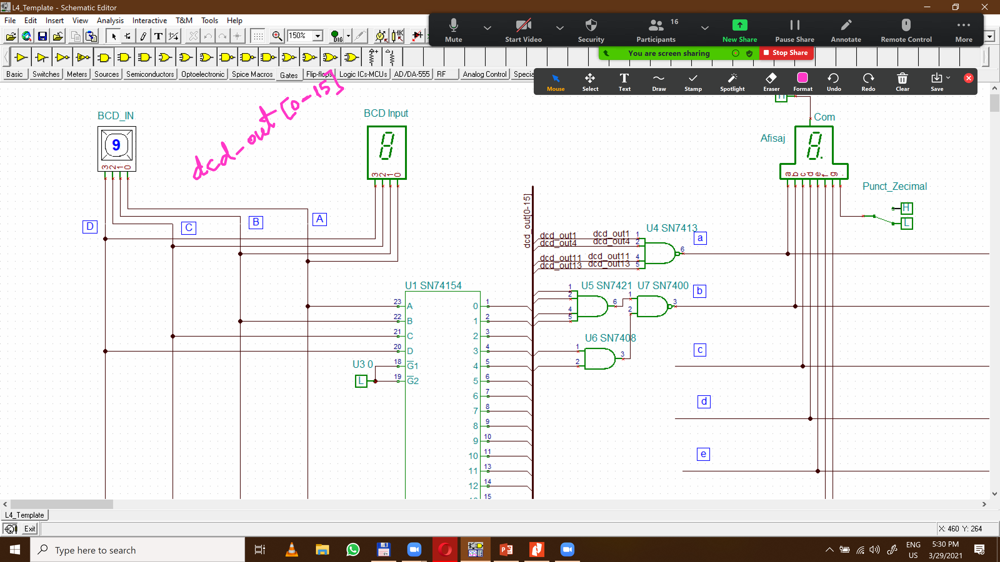 L4_Template - Schematic Editor
File Edit Insert View Analysis Interactive T&M Tools Help
Mute Start Video Security Participants 16 New Share Pause Share Annotate Remote Control More
150% DIG 1K
You are screen sharing Stop Share
Basic Switches Meters Sources Semiconductors Optoelectronic Spice Macros Gates Flip-flops Logic ICs-MCUs AD/DA-555 RF Analog Control
Mouse Select Text Draw Stamp Spotlight Eraser Format Undo Redo Clear Save
dcd_out [0-15]
BCD_IN
9
3 2 1 0
BCD Input
3 2 1 0
H
Com
Afisaj
a b c d e f g .
Punct_Zecimal
H
L
D C B A
dcd_out[0-15]
U4 SN7413
a
dcd_out1 dcd_out1 1
dcd_out4 dcd_out4 2
6
dcd_out11 dcd_out11 4
dcd_out13 dcd_out13 5
U5 SN7421
1
2
4
5
6
U7 SN7400
1
2
3
b
U6 SN7408
1
2
3
c
d
e
U1 SN74154
23 A
22 B
21 C
20 D
18 G1
19 G2
U3 0
L
0 1
1 2
2 3
3 4
4 5
5 6
6 7
7 8
8 9
9 10
10 11
11 13
12 14
15
L4_Template
Exit
X: 460 Y: 264
Type here to search
64
ENG
US
5:30 PM
3/29/2021